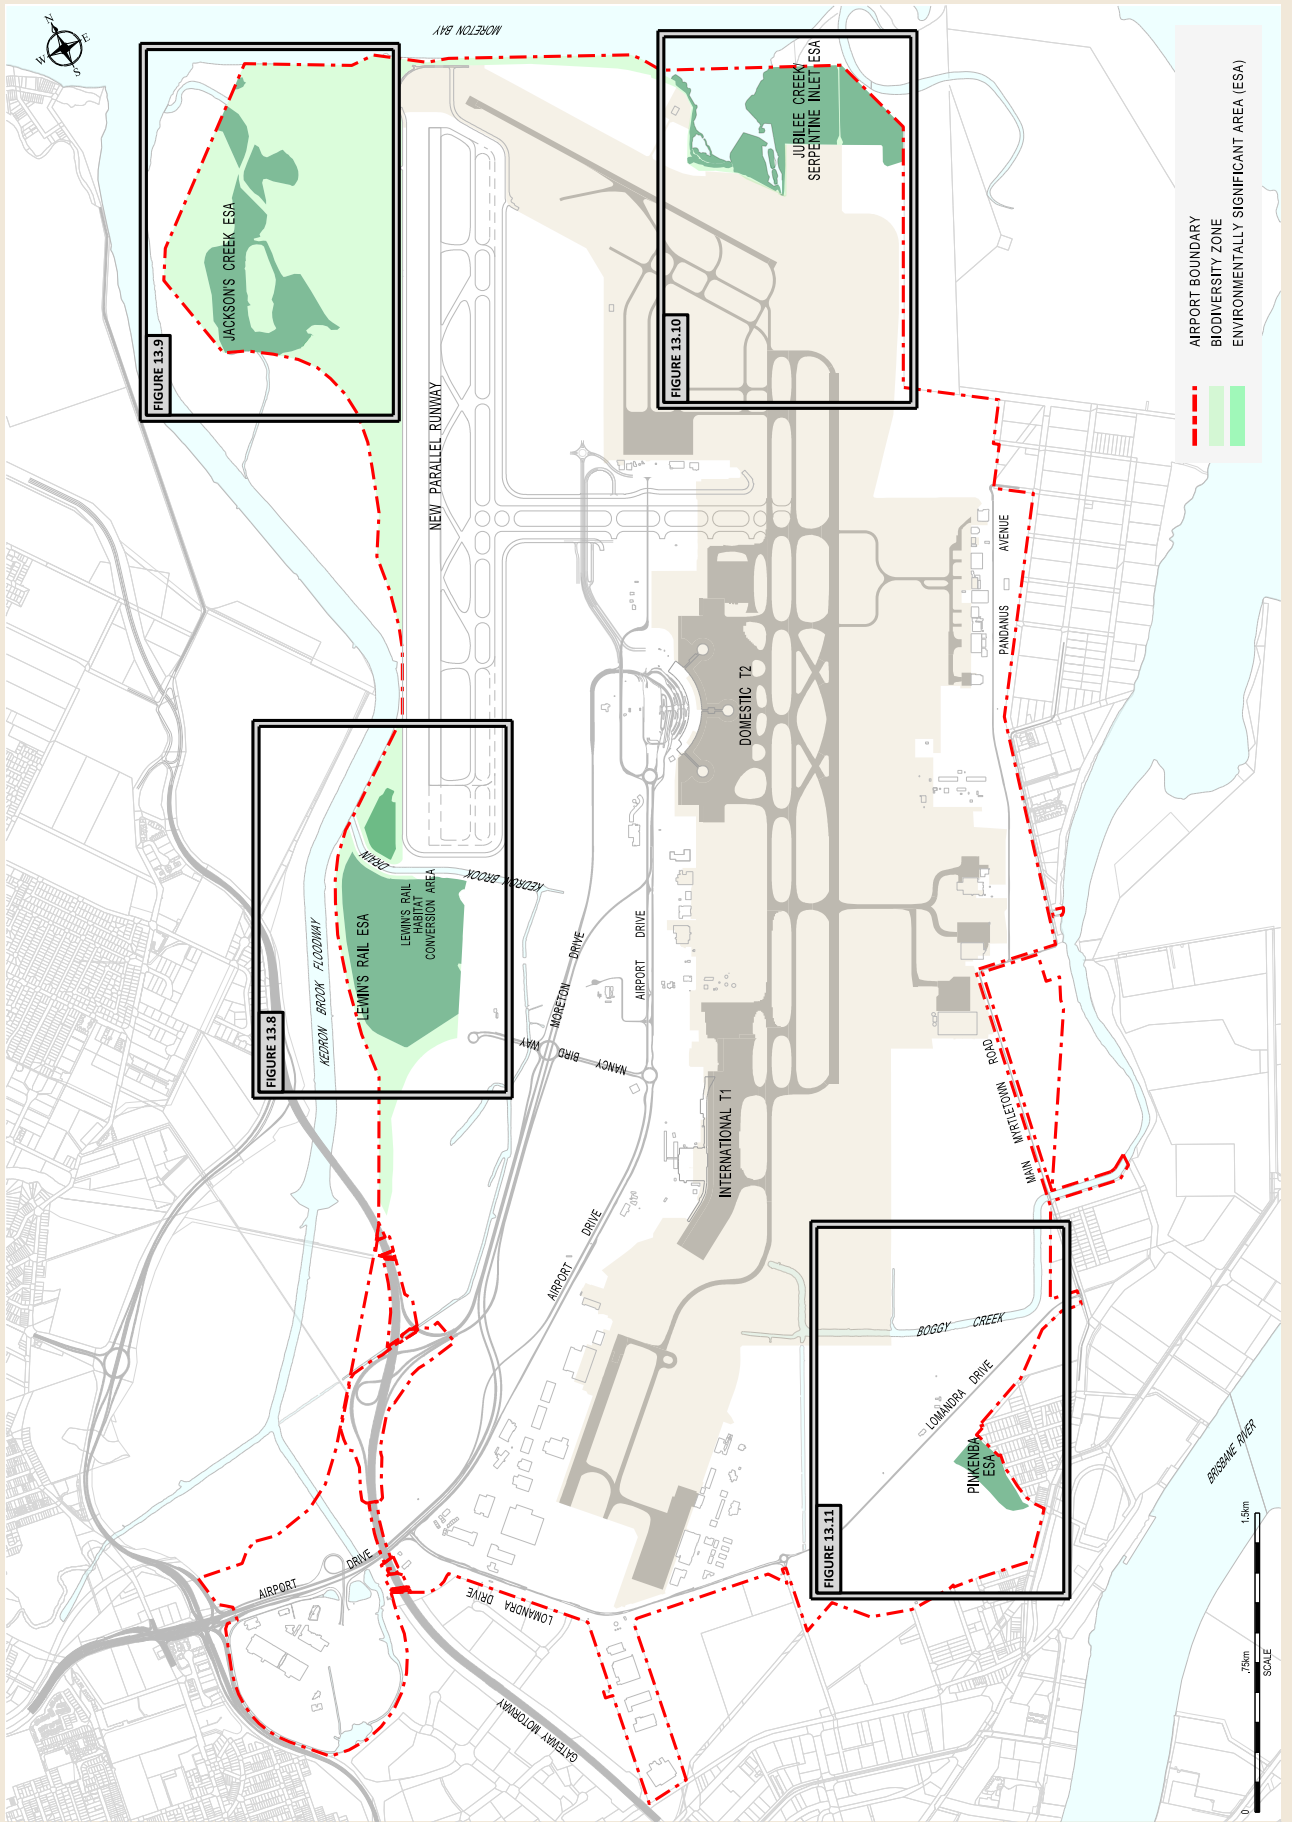 N
E
S
W
MORETON BAY
JACKSON'S CREEK ESA
FIGURE 13.9
JUBILEE CREEK/
SERPENTINE INLET ESA
FIGURE 13.10
AIRPORT BOUNDARY
BIODIVERSITY ZONE
ENVIRONMENTALLY SIGNIFICANT AREA (ESA)
NEW PARALLEL RUNWAY
PANDANUS AVENUE
DOMESTIC T2
KEDRON BROOK FLOODWAY
LEWIN'S RAIL ESA
LEWIN'S RAIL
HABITAT
CONVERSION AREA
KEDRON BROOK DRAIN
FIGURE 13.8
MORETON DRIVE
AIRPORT DRIVE
NANCY BIRD WAY
INTERNATIONAL T1
MAIN MYRTLETOWN ROAD
AIRPORT DRIVE
BOGGY CREEK
LOMANDRA DRIVE
PINKENBA
ESA
FIGURE 13.11
BRISBANE RIVER
AIRPORT DRIVE
LOMANDRA DRIVE
GATEWAY MOTORWAY
0
.75km
1.5km
SCALE